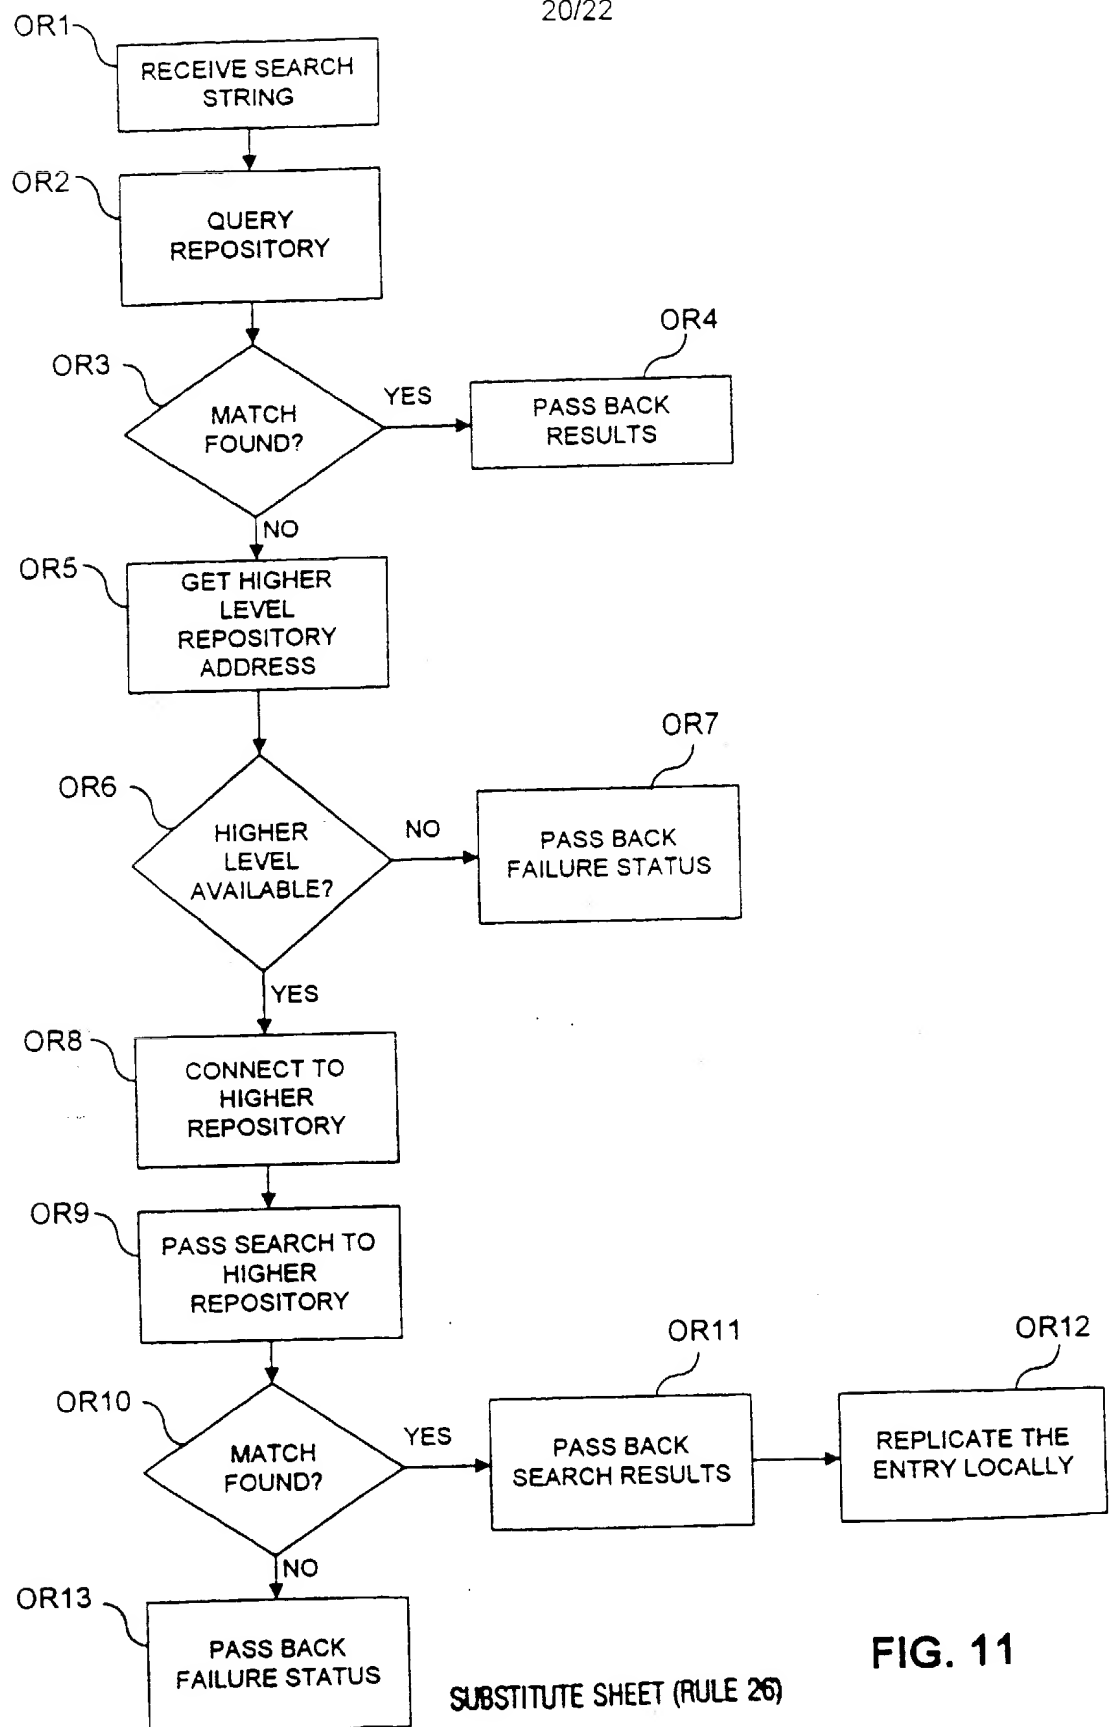 20/22
OR1
RECEIVE SEARCH
STRING
OR2
QUERY
REPOSITORY
OR3
MATCH
FOUND?
YES
OR4
PASS BACK
RESULTS
NO
OR5
GET HIGHER
LEVEL
REPOSITORY
ADDRESS
OR6
HIGHER
LEVEL
AVAILABLE?
NO
OR7
PASS BACK
FAILURE STATUS
YES
OR8
CONNECT TO
HIGHER
REPOSITORY
OR9
PASS SEARCH TO
HIGHER
REPOSITORY
OR10
MATCH
FOUND?
YES
OR11
PASS BACK
SEARCH RESULTS
OR12
REPLICATE THE
ENTRY LOCALLY
NO
OR13
PASS BACK
FAILURE STATUS
FIG. 11
SUBSTITUTE SHEET (RULE 26)